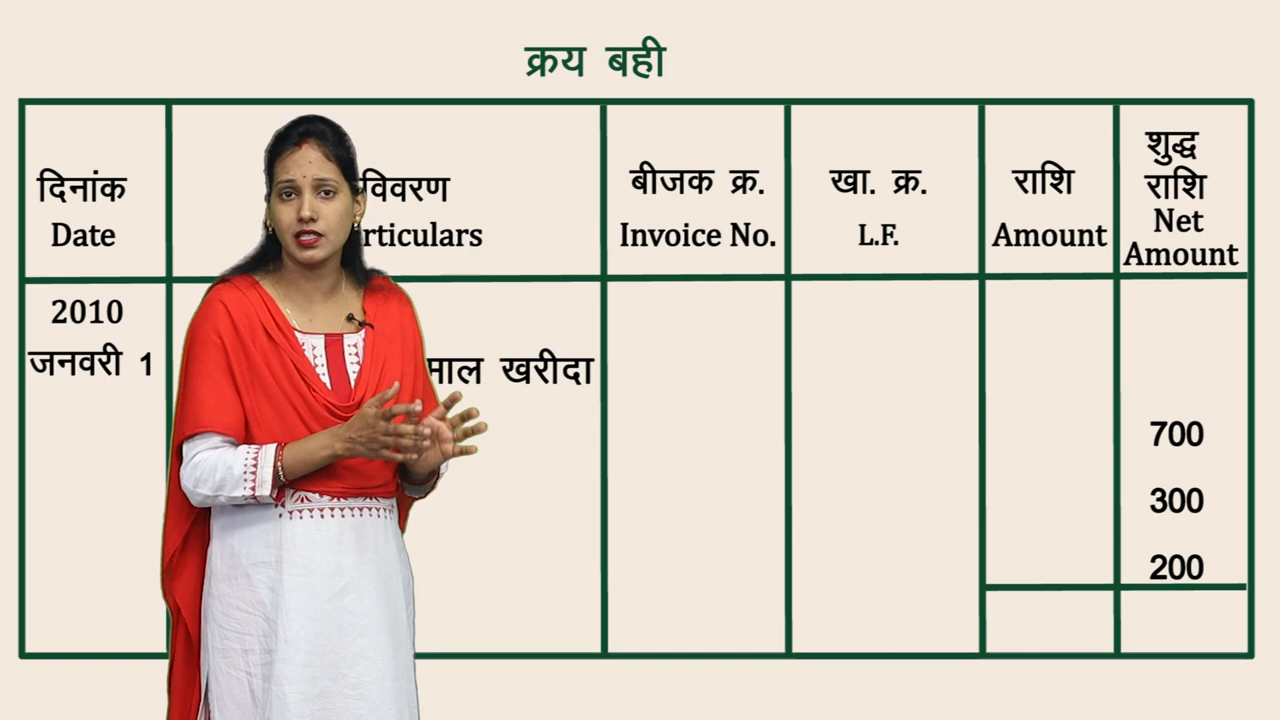 क्रय बही
दिनांक
Date
विवरण
rticulars
बीजक क्र.
Invoice No.
खा. क्र.
L.F.
राशि
Amount
शुद्ध
राशि
Net
Amount
2010
जनवरी 1
माल खरीदा
700
300
200